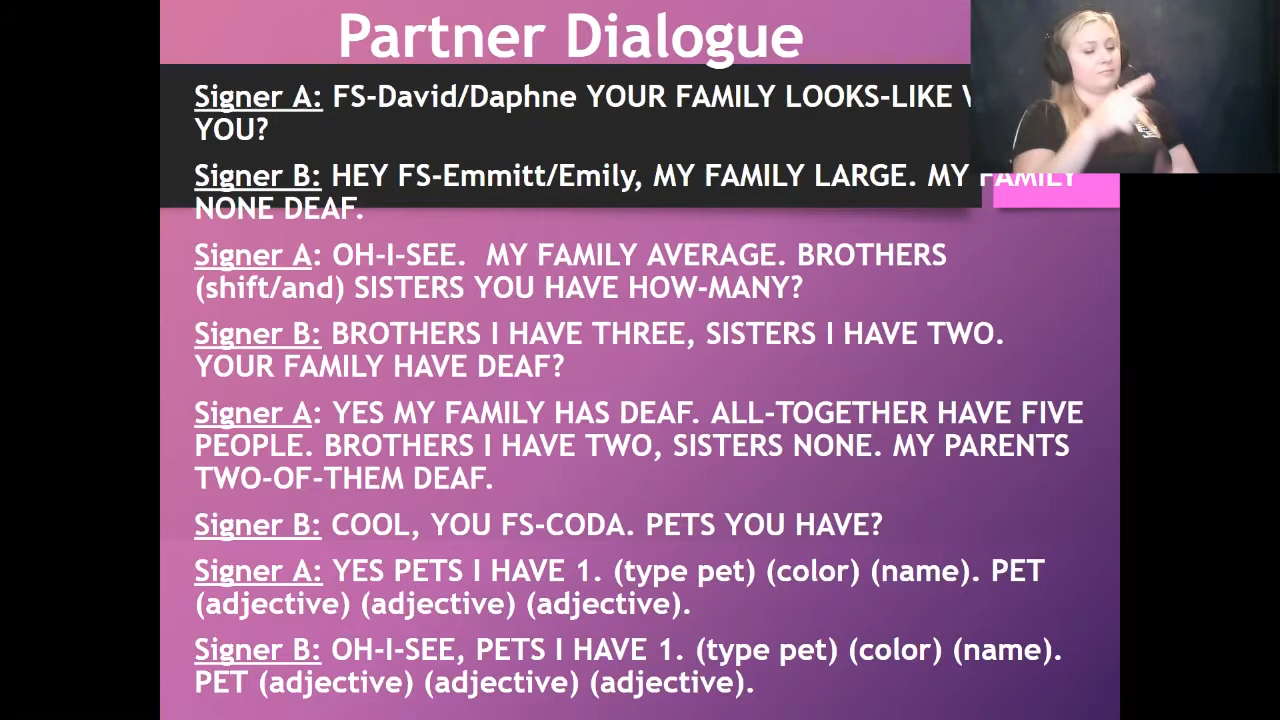 Partner Dialogue
Signer A: FS-David/Daphne YOUR FAMILY LOOKS-LIKE
YOU?
Signer B: HEY FS-Emmitt/Emily, MY FAMILY LARGE. MY FAMILY
NONE DEAF.
Signer A: OH-I-SEE.  MY FAMILY AVERAGE. BROTHERS
(shift/and) SISTERS YOU HAVE HOW-MANY?
Signer B: BROTHERS I HAVE THREE, SISTERS I HAVE TWO.
YOUR FAMILY HAVE DEAF?
Signer A: YES MY FAMILY HAS DEAF. ALL-TOGETHER HAVE FIVE
PEOPLE. BROTHERS I HAVE TWO, SISTERS NONE. MY PARENTS
TWO-OF-THEM DEAF.
Signer B: COOL, YOU FS-CODA. PETS YOU HAVE?
Signer A: YES PETS I HAVE 1. (type pet) (color) (name). PET
(adjective) (adjective) (adjective).
Signer B: OH-I-SEE, PETS I HAVE 1. (type pet) (color) (name).
PET (adjective) (adjective) (adjective).